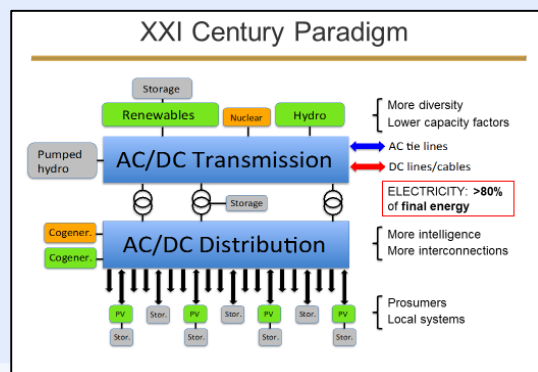 XXI Century Paradigm
Storage
Renewables
Nuclear
Hydro
More diversity
Lower capacity factors
Pumped
hydro
AC/DC Transmission
AC tie lines
DC lines/cables
Storage
ELECTRICITY: >80%
of final energy
Cogener.
Cogener.
AC/DC Distribution
More intelligence
More interconnections
PV
Stor.
PV
Stor.
PV
Stor.
PV
Prosumers
Local systems
Stor.
Stor.
Stor.
Stor.